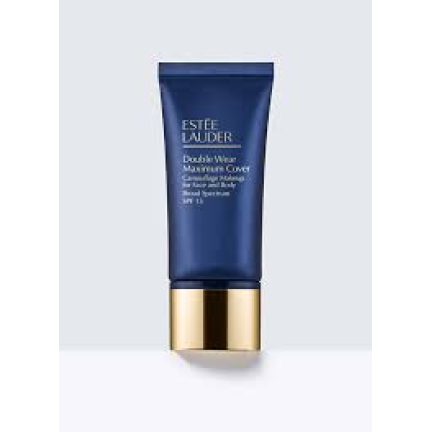 ESTĒE
LAUDER
Double Wear
Maximum Cover
Camouflage Makeup
for Face and Body
Broad Spectrum
SPF 15